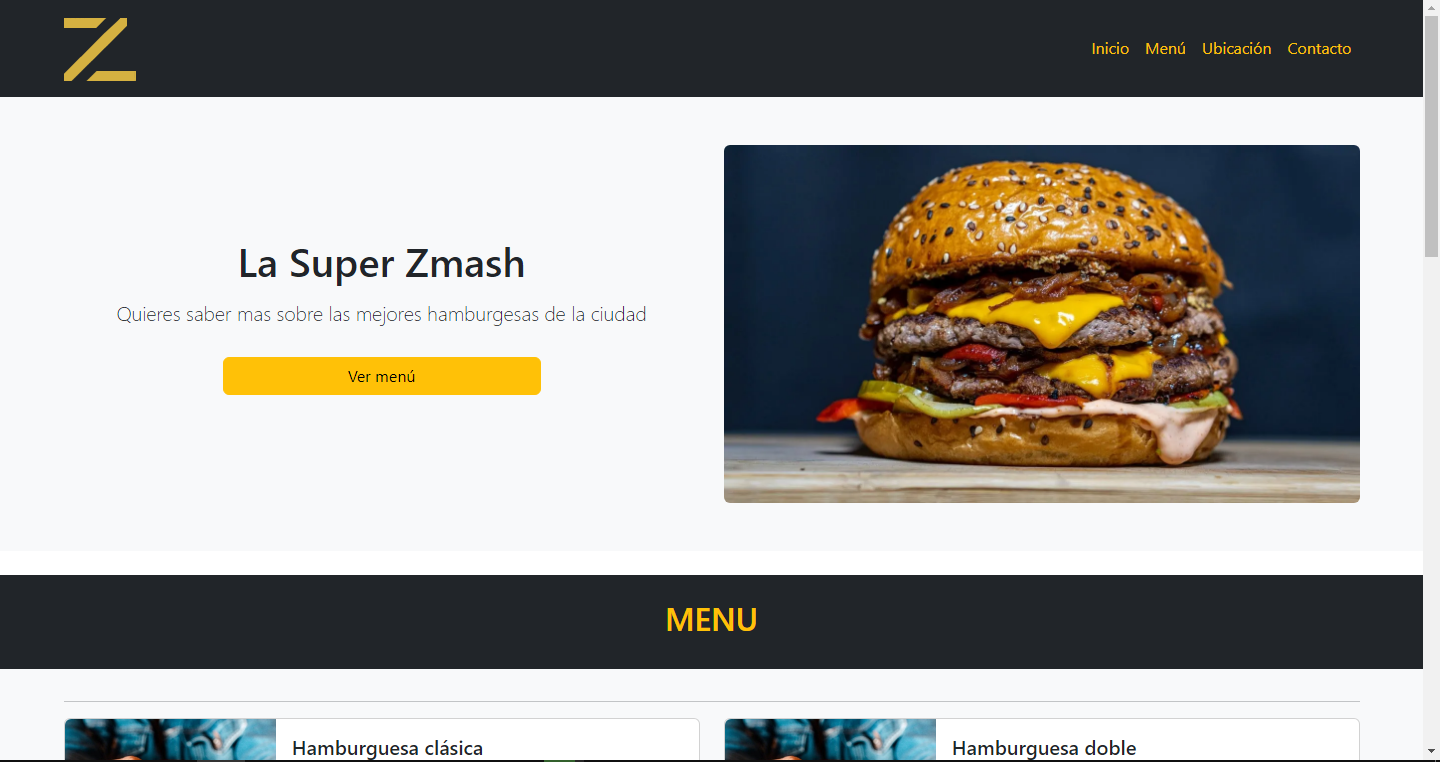 Z
Inicio Menú Ubicación Contacto
La Super Zmash
Quieres saber mas sobre las mejores hamburgesas de la ciudad
Ver menú
MENU
Hamburguesa clásica
Hamburguesa doble